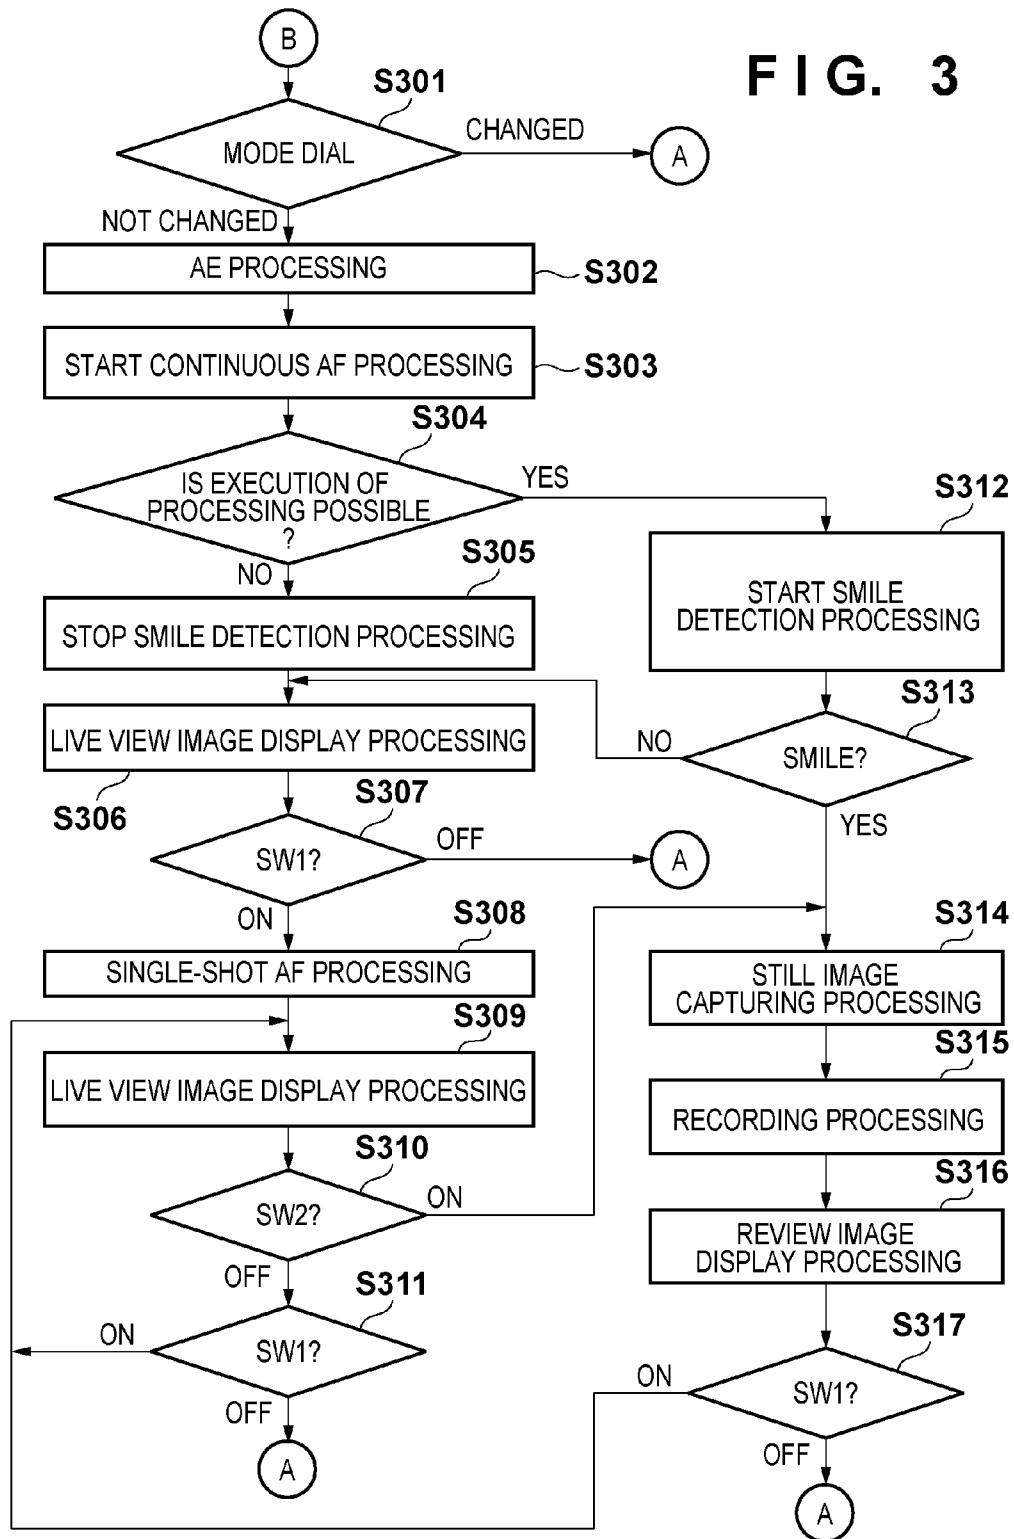 B
FIG. 3
S301
MODE DIAL
CHANGED
A
NOT CHANGED
AE PROCESSING
S302
START CONTINUOUS AF PROCESSING
S303
S304
IS EXECUTION OF
PROCESSING POSSIBLE
?
YES
NO
S305
STOP SMILE DETECTION PROCESSING
S312
START SMILE
DETECTION PROCESSING
S313
SMILE?
NO
YES
LIVE VIEW IMAGE DISPLAY PROCESSING
S306
S307
SW1?
OFF
A
ON
S308
SINGLE-SHOT AF PROCESSING
S309
LIVE VIEW IMAGE DISPLAY PROCESSING
S310
SW2?
ON
OFF
S311
SW1?
ON
OFF
A
S314
STILL IMAGE
CAPTURING PROCESSING
S315
RECORDING PROCESSING
S316
REVIEW IMAGE
DISPLAY PROCESSING
S317
SW1?
ON
OFF
A